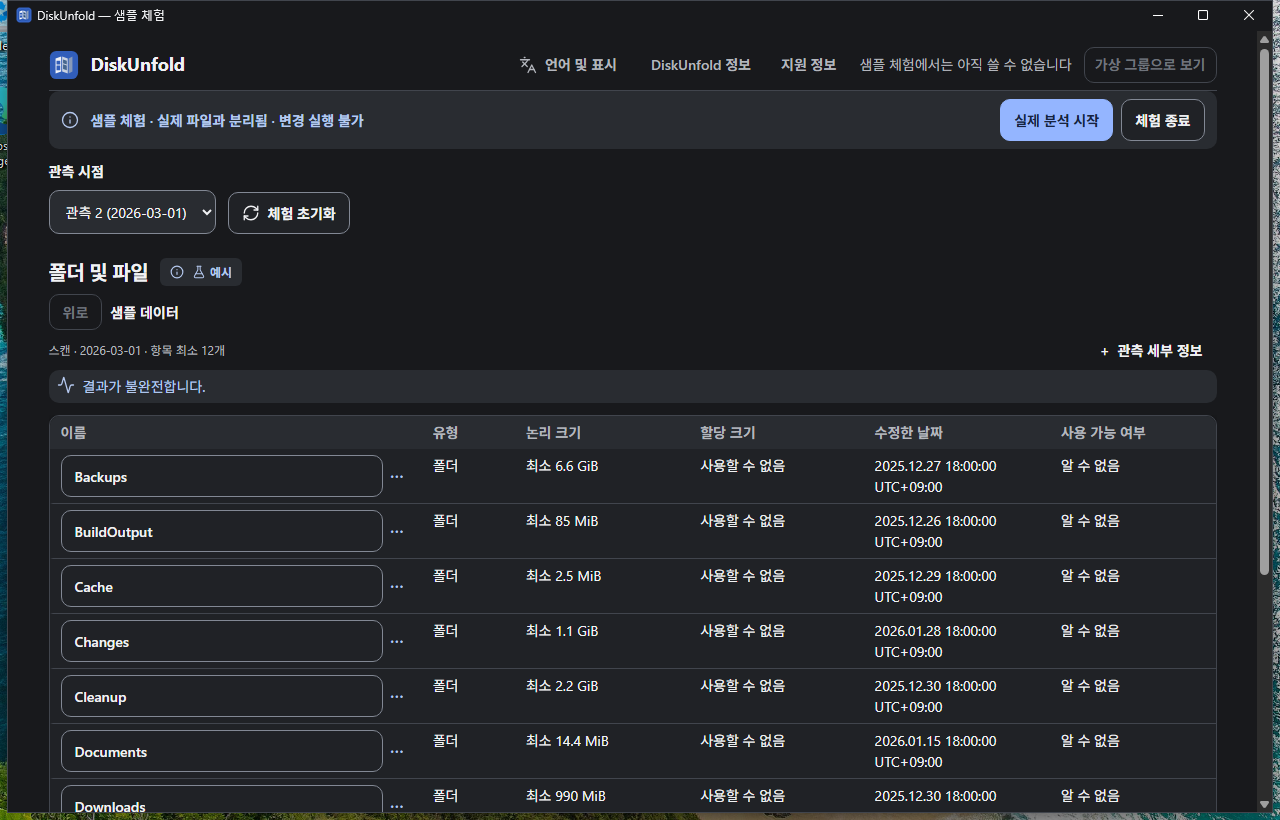 DiskUnfold — 샘플 체험
DiskUnfold
언어 및 표시
DiskUnfold 정보
지원 정보
샘플 체험에서는 아직 쓸 수 없습니다
가상 그룹으로 보기
샘플 체험 · 실제 파일과 분리됨 · 변경 실행 불가
실제 분석 시작
체험 종료
관측 시점
관측 2 (2026-03-01)
체험 초기화
폴더 및 파일
예시
위로
샘플 데이터
스캔 · 2026-03-01 · 항목 최소 12개
+ 관측 세부 정보
결과가 불완전합니다.
이름 유형 논리 크기 할당 크기 수정한 날짜 사용 가능 여부
Backups ··· 폴더 최소 6.6 GiB 사용할 수 없음 2025.12.27 18:00:00 알 수 없음
UTC+09:00
BuildOutput ··· 폴더 최소 85 MiB 사용할 수 없음 2025.12.26 18:00:00 알 수 없음
UTC+09:00
Cache ··· 폴더 최소 2.5 MiB 사용할 수 없음 2025.12.29 18:00:00 알 수 없음
UTC+09:00
Changes ··· 폴더 최소 1.1 GiB 사용할 수 없음 2026.01.28 18:00:00 알 수 없음
UTC+09:00
Cleanup ··· 폴더 최소 2.2 GiB 사용할 수 없음 2025.12.30 18:00:00 알 수 없음
UTC+09:00
Documents ··· 폴더 최소 14.4 MiB 사용할 수 없음 2026.01.15 18:00:00 알 수 없음
UTC+09:00
Downloads ··· 폴더 최소 990 MiB 사용할 수 없음 2025.12.30 18:00:00 알 수 없음